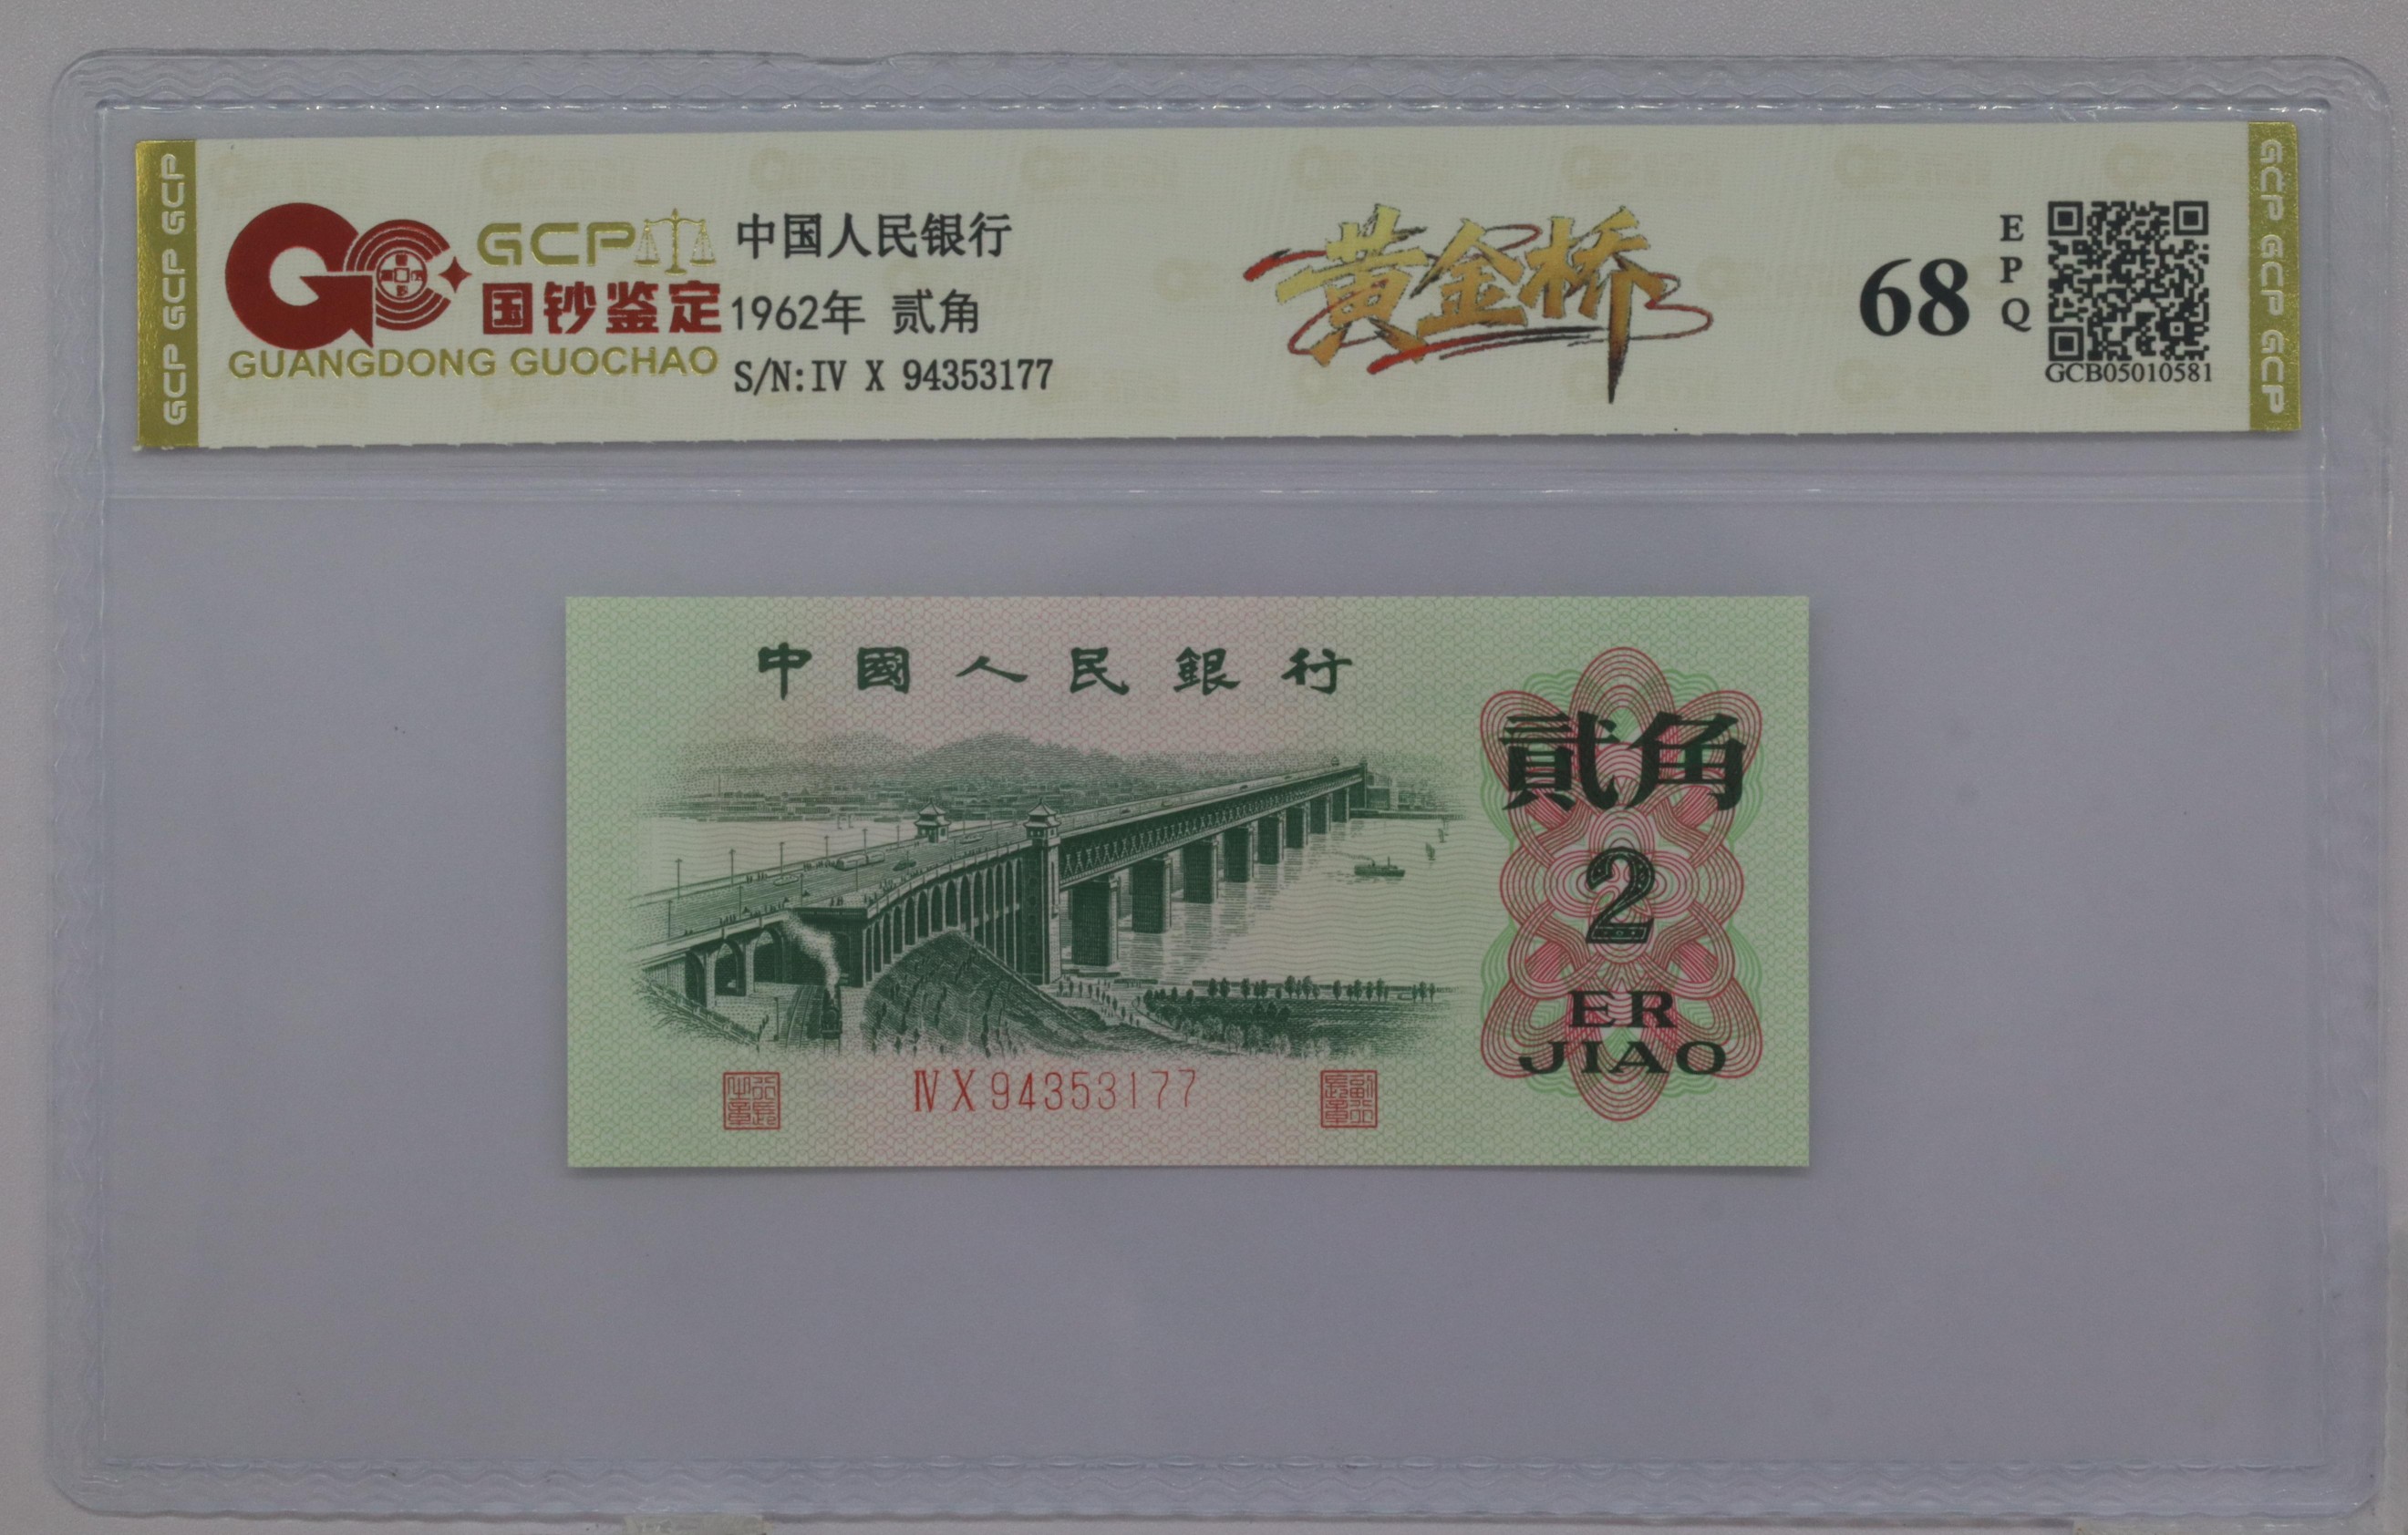 GCP GCP GCP
GCP
国钞鉴定
GUANGDONG GUOCHAO
中国人民银行
1962年 贰角
S/N:IV X 94353177
黄金桥
68
EPQ
GCB05010581
GCP GCP GCP
中國人民銀行
貳角
2
ER
JIAO
ⅣX94353177